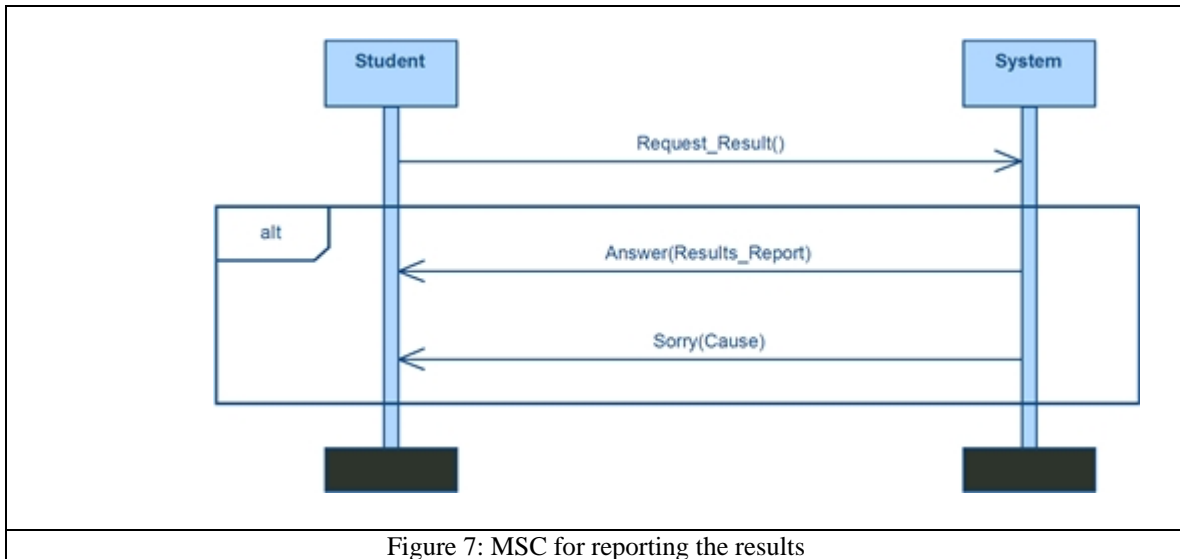 Student System
Request_Result()
alt
Answer(Results_Report)
Sorry(Cause)
Figure 7: MSC for reporting the results